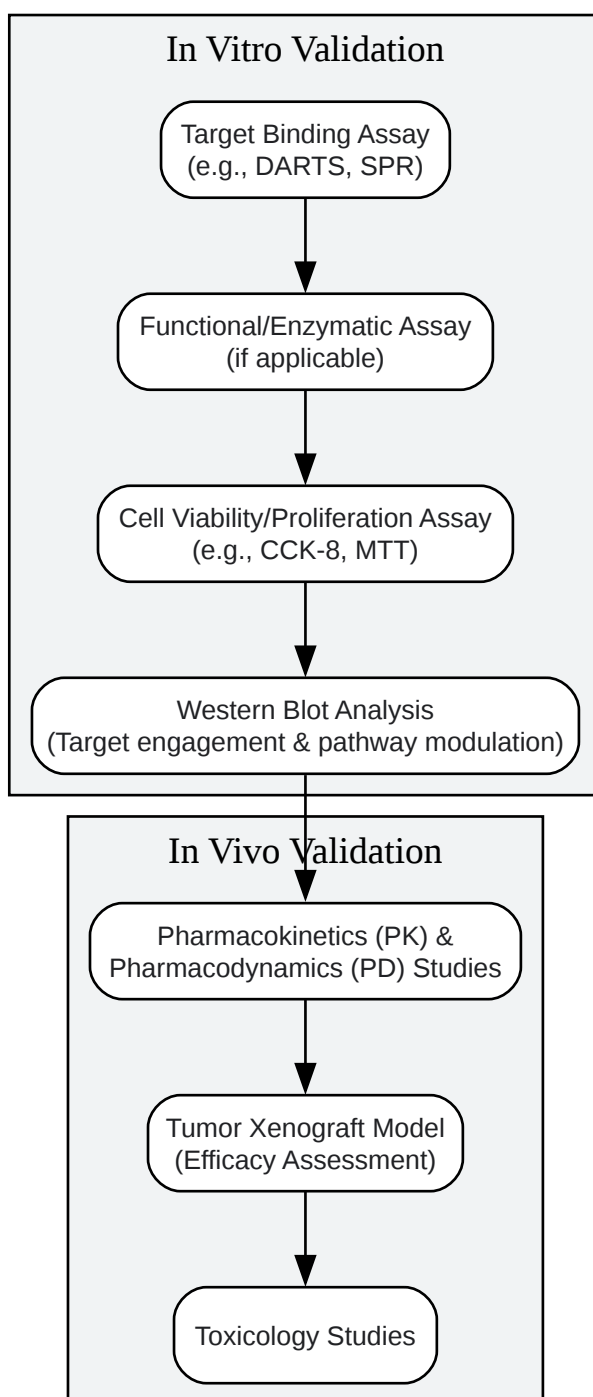 In Vitro Validation
Target Binding Assay
(e.g., DARTS, SPR)
Functional/Enzymatic Assay
(if applicable)
Cell Viability/Proliferation Assay
(e.g., CCK-8, MTT)
Western Blot Analysis
(Target engagement & pathway modulation)
In Vivo Validation
Pharmacokinetics (PK) &
Pharmacodynamics (PD) Studies
Tumor Xenograft Model
(Efficacy Assessment)
Toxicology Studies